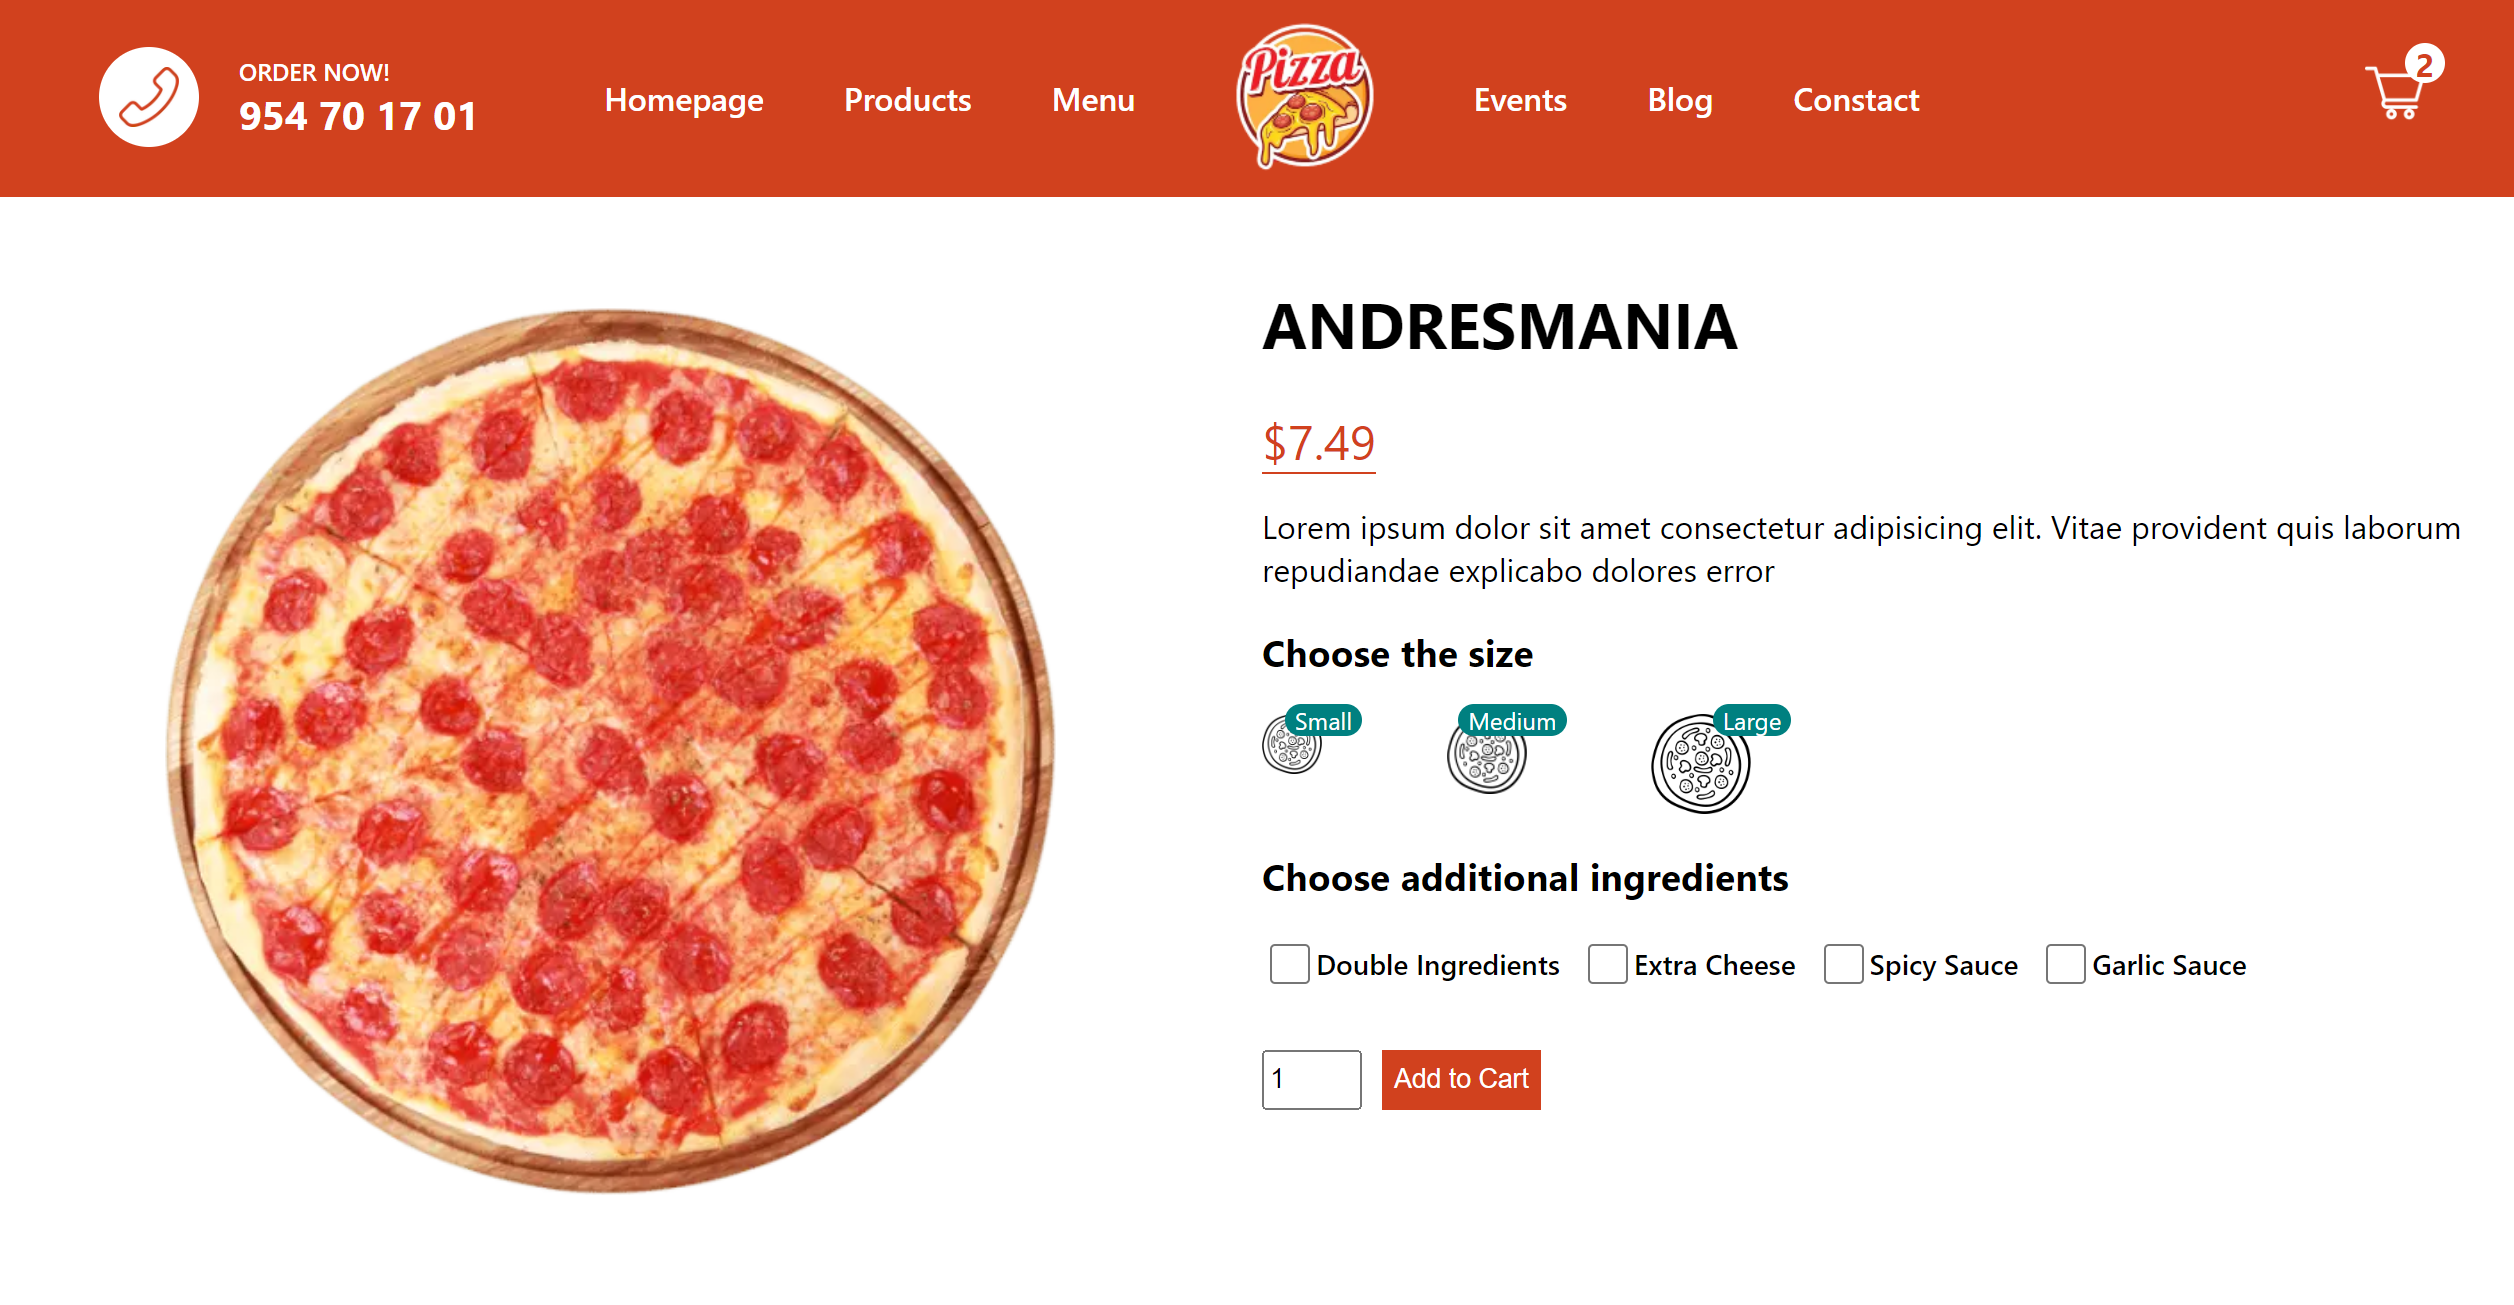 ORDER NOW!
954 70 17 01
Homepage
Products
Menu
Pizza
Events
Blog
Constact
2
ANDRESMANIA
$7.49
Lorem ipsum dolor sit amet consectetur adipisicing elit. Vitae provident quis laborum
repudiandae explicabo dolores error
Choose the size
Small
Medium
Large
Choose additional ingredients
Double Ingredients
Extra Cheese
Spicy Sauce
Garlic Sauce
1
Add to Cart